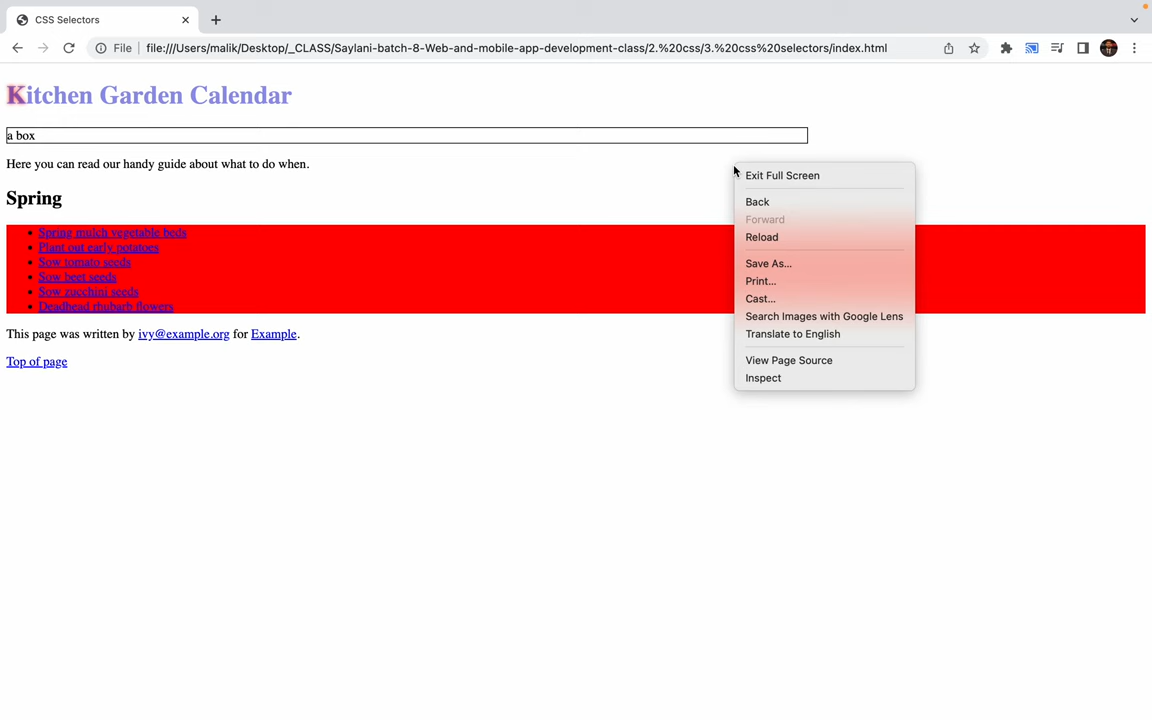 CSS Selectors
File
file:///Users/malik/Desktop/_CLASS/Saylani-batch-8-Web-and-mobile-app-development-class/2.%20css/3.%20css%20selectors/index.html
Kitchen Garden Calendar
a box
Here you can read our handy guide about what to do when.
Spring
Spring mulch vegetable beds
Plant out early potatoes
Sow tomato seeds
Sow beet seeds
Sow zucchini seeds
Deadhead rhubarb flowers
This page was written by ivy@example.org for Example.
Top of page
Exit Full Screen
Back
Forward
Reload
Save As...
Print...
Cast...
Search Images with Google Lens
Translate to English
View Page Source
Inspect